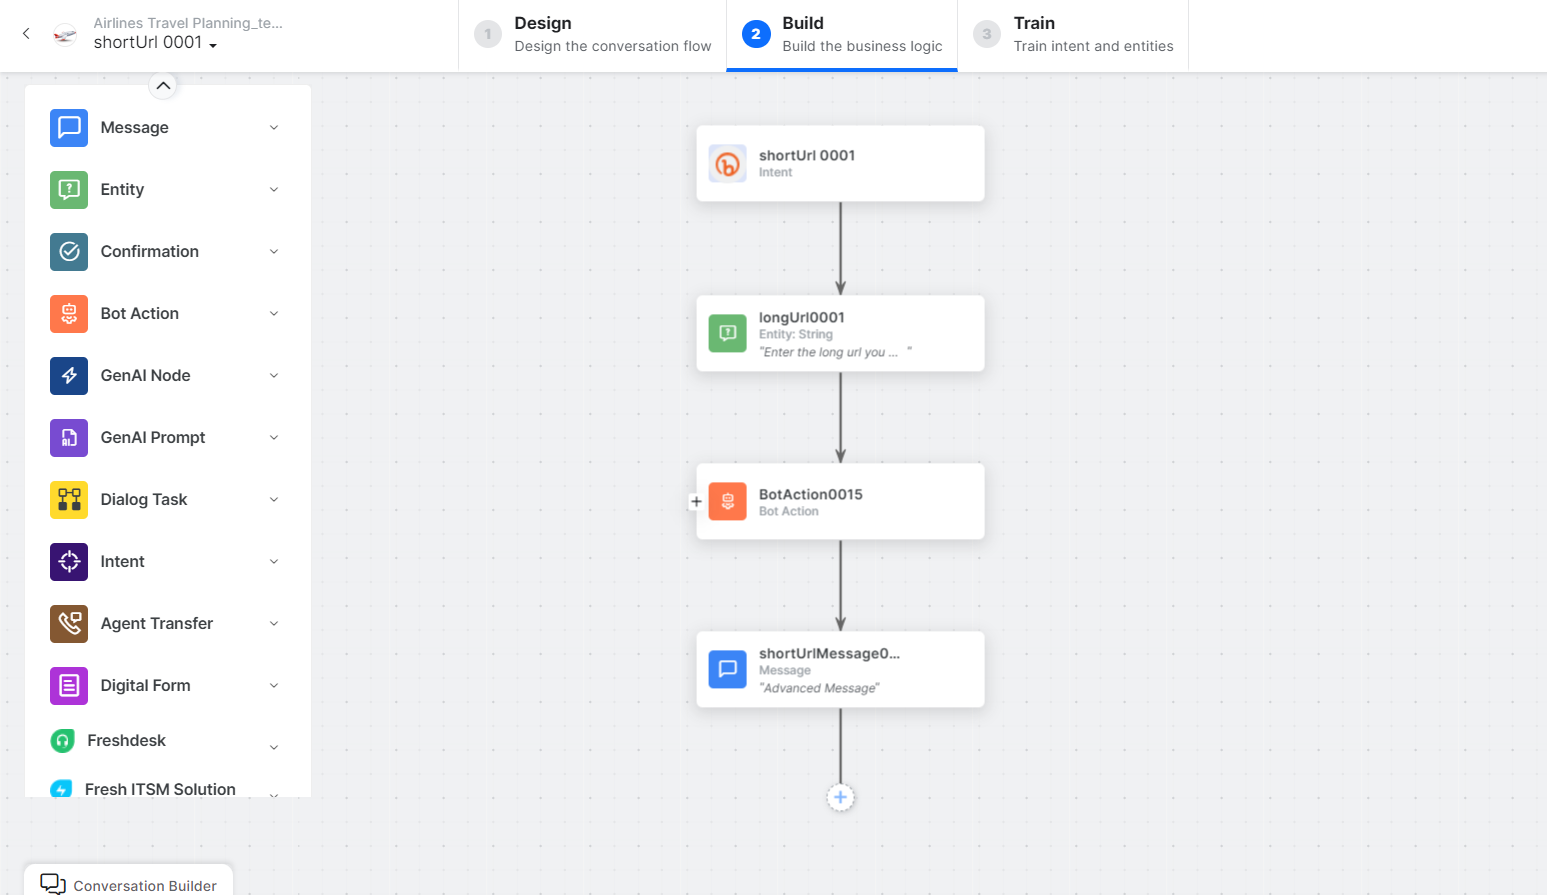 Airlines Travel Planning_te...
shortUrl 0001
1
Design
Design the conversation flow
2
Build
Build the business logic
3
Train
Train intent and entities
Message
Entity
Confirmation
Bot Action
GenAI Node
GenAI Prompt
Dialog Task
Intent
Agent Transfer
Digital Form
Freshdesk
Fresh ITSM Solution
Conversation Builder
shortUrl 0001
Intent
longUrl0001
Entity: String
"Enter the long url you ... "
BotAction0015
Bot Action
shortUrlMessage0...
Message
"Advanced Message"